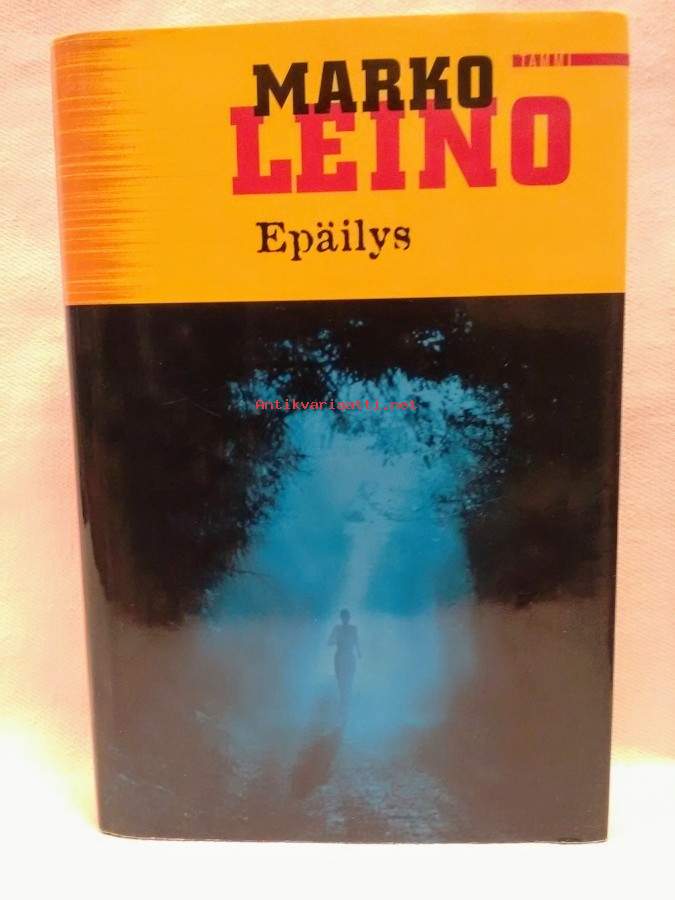 TAMMI
MARKO
LEINO
Epäilys
Antikvariaatti.net